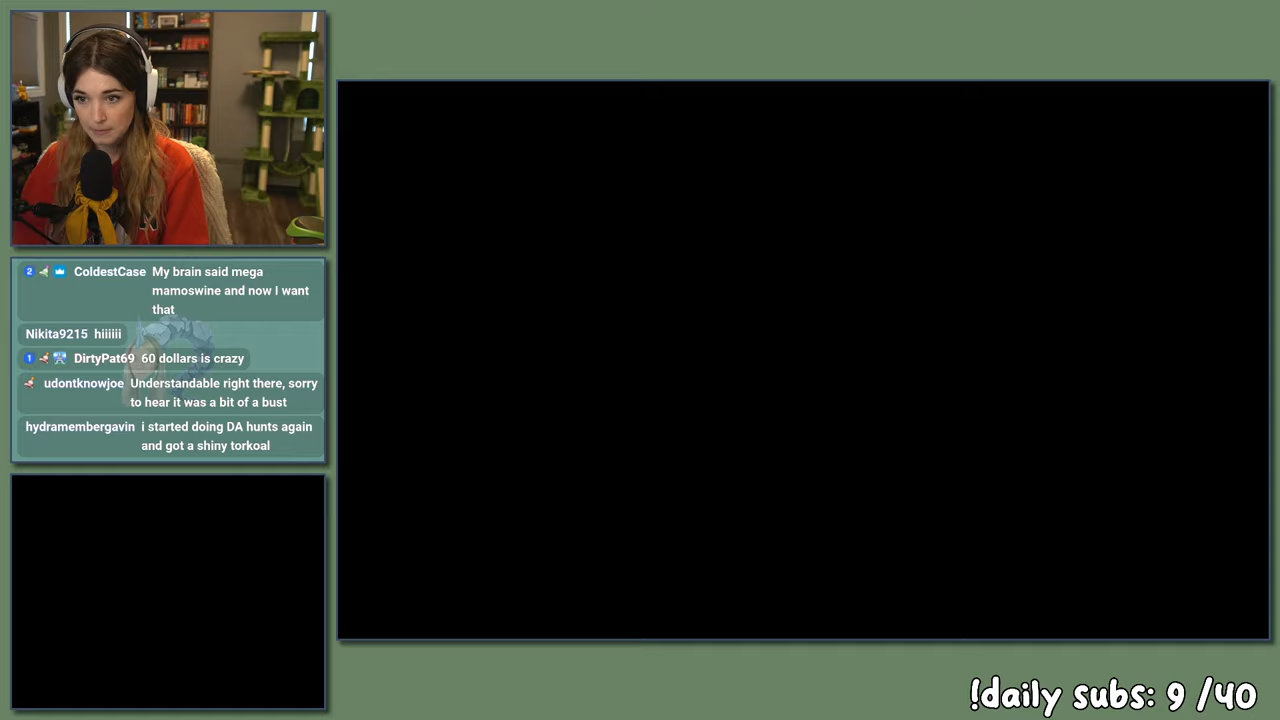 2 ColdestCase My brain said mega
mamoswine and now I want
that
Nikita9215 hiiiiii
1 DirtyPat69 60 dollars is crazy
udontknowjoe Understandable right there, sorry
to hear it was a bit of a bust
hydramembergavin i started doing DA hunts again
and got a shiny torkoal
!daily subs: 9 /40